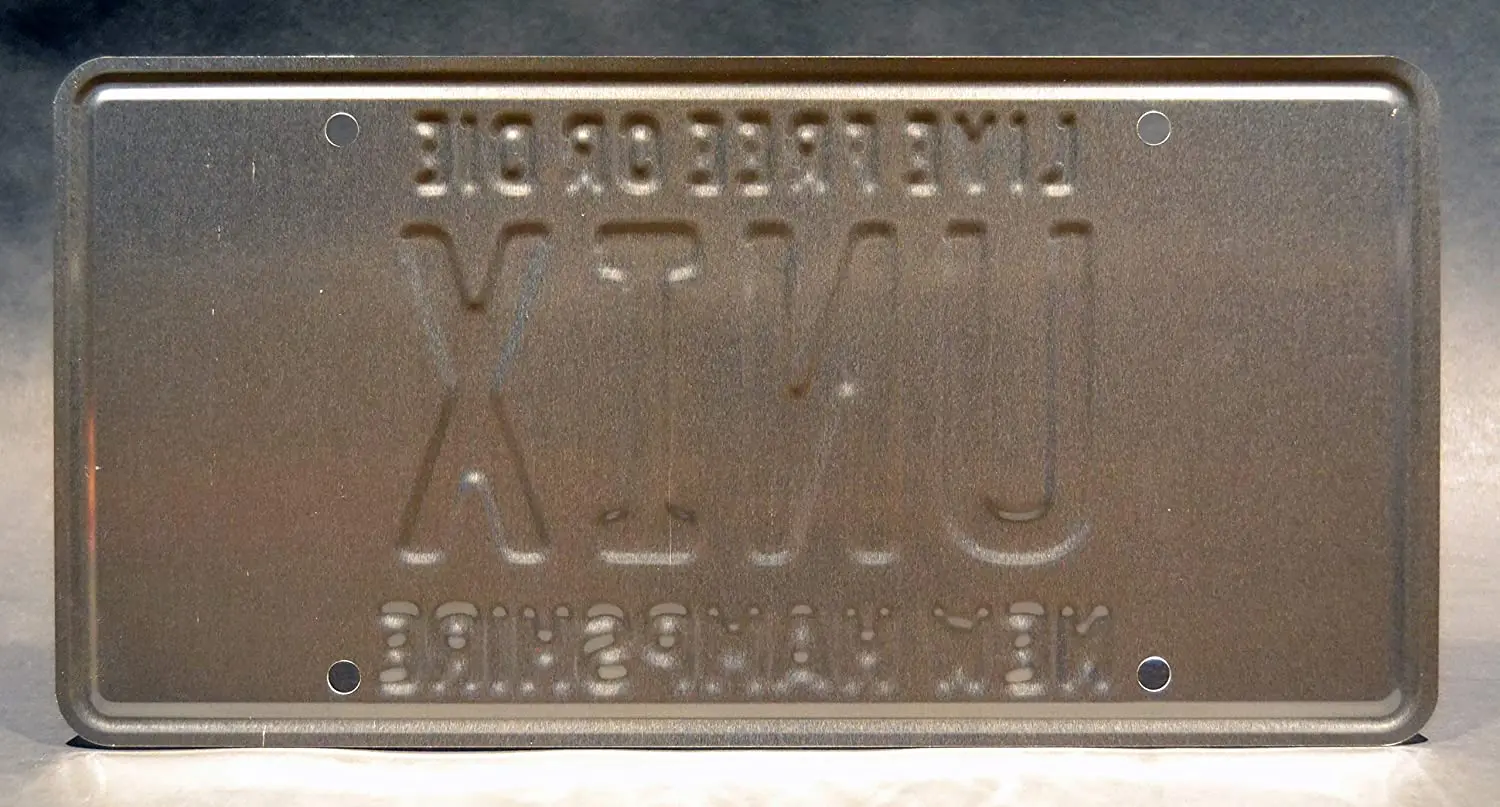 LIVE FREE OR DIE
UNIX
NEW HAMPSHIRE